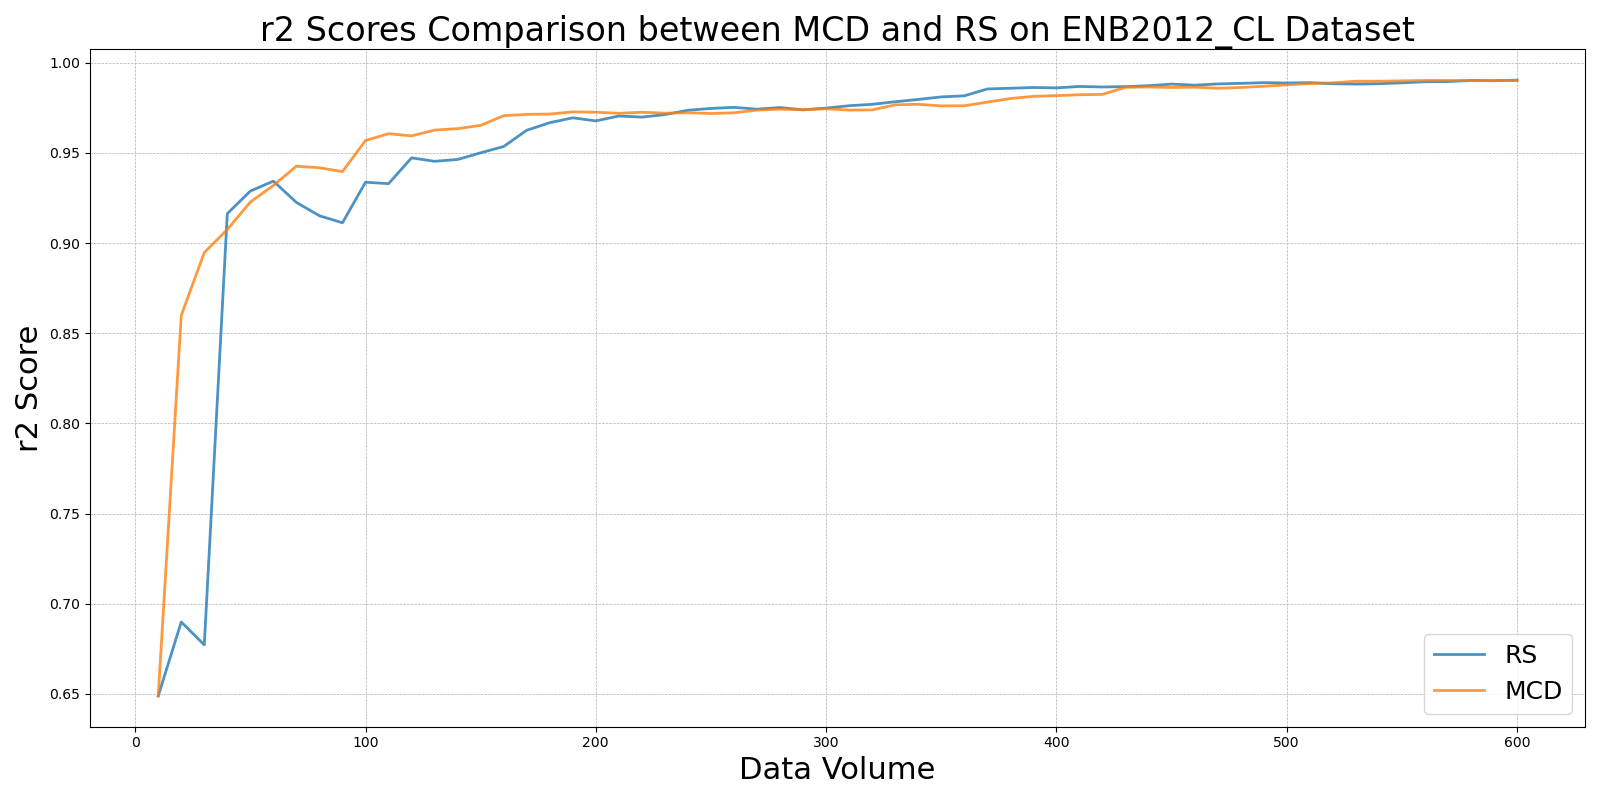 r2 Scores Comparison between MCD and RS on ENB2012_CL Dataset
r2 Score
1.00
0.95
0.90
0.85
0.80
0.75
0.70
0.65
RS
MCD
0 100 200 300 400 500 600
Data Volume